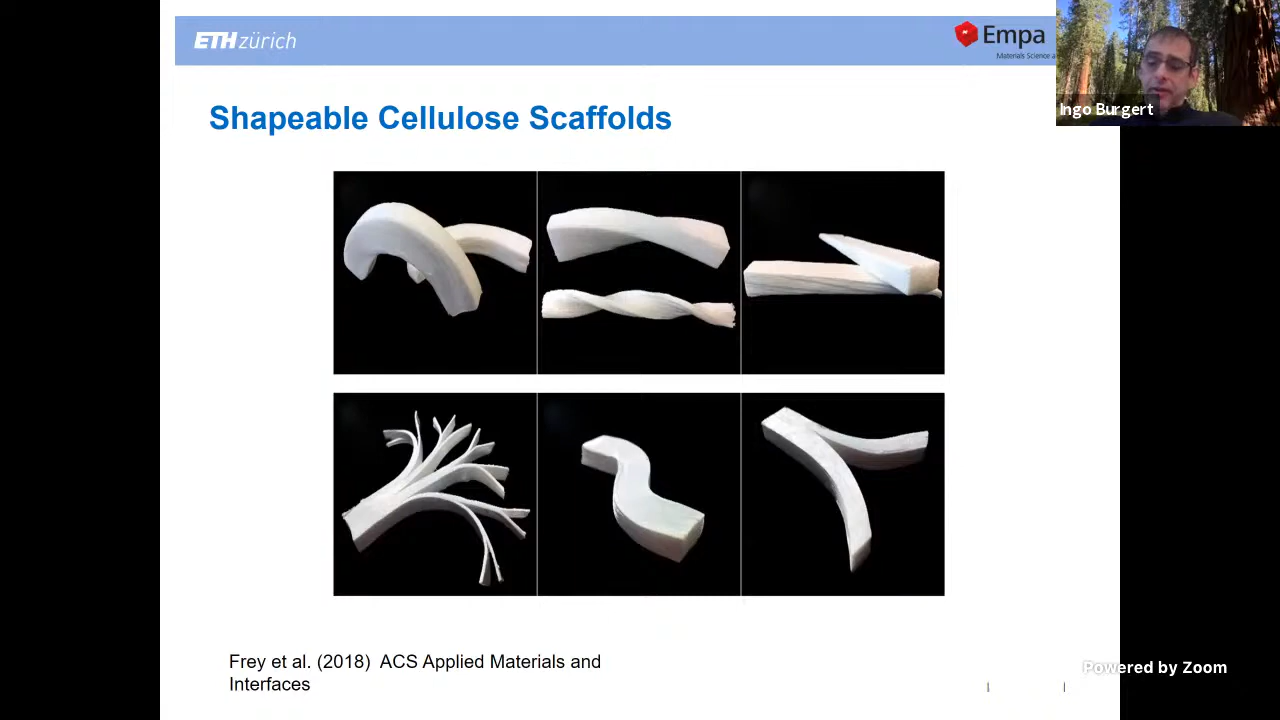 ETH zürich
Empa
Materials Science a
Ingo Burgert
Shapeable Cellulose Scaffolds
Frey et al. (2018) ACS Applied Materials and
Interfaces
Powered by Zoom